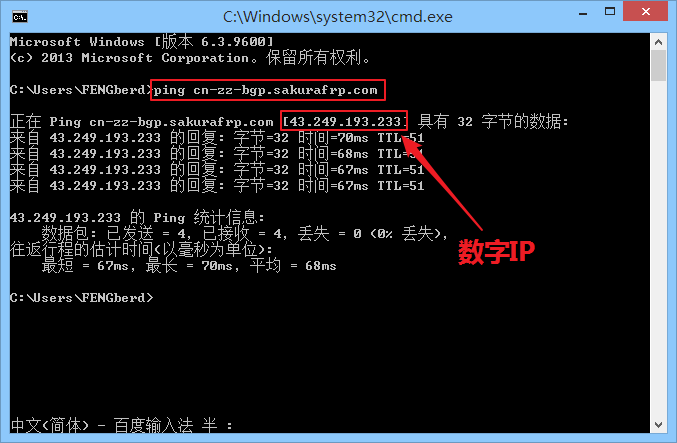 C:\Windows\system32\cmd.exe
Microsoft Windows [版本 6.3.9600]
(c) 2013 Microsoft Corporation。保留所有权利。
C:\Users\FENGberd>ping cn-zz-bgp.sakurafrp.com
正在 Ping cn-zz-bgp.sakurafrp.com [43.249.193.233] 具有 32 字节的数据:
来自 43.249.193.233 的回复: 字节=32 时间=70ms TTL=51
来自 43.249.193.233 的回复: 字节=32 时间=68ms TTL=51
来自 43.249.193.233 的回复: 字节=32 时间=67ms TTL=51
来自 43.249.193.233 的回复: 字节=32 时间=67ms TTL=51
43.249.193.233 的 Ping 统计信息:
数据包: 已发送 = 4, 已接收 = 4, 丢失 = 0 (0% 丢失),
往返行程的估计时间(以毫秒为单位):
最短 = 67ms, 最长 = 70ms, 平均 = 68ms
数字IP
C:\Users\FENGberd>
中文(简体) - 百度输入法 半 :